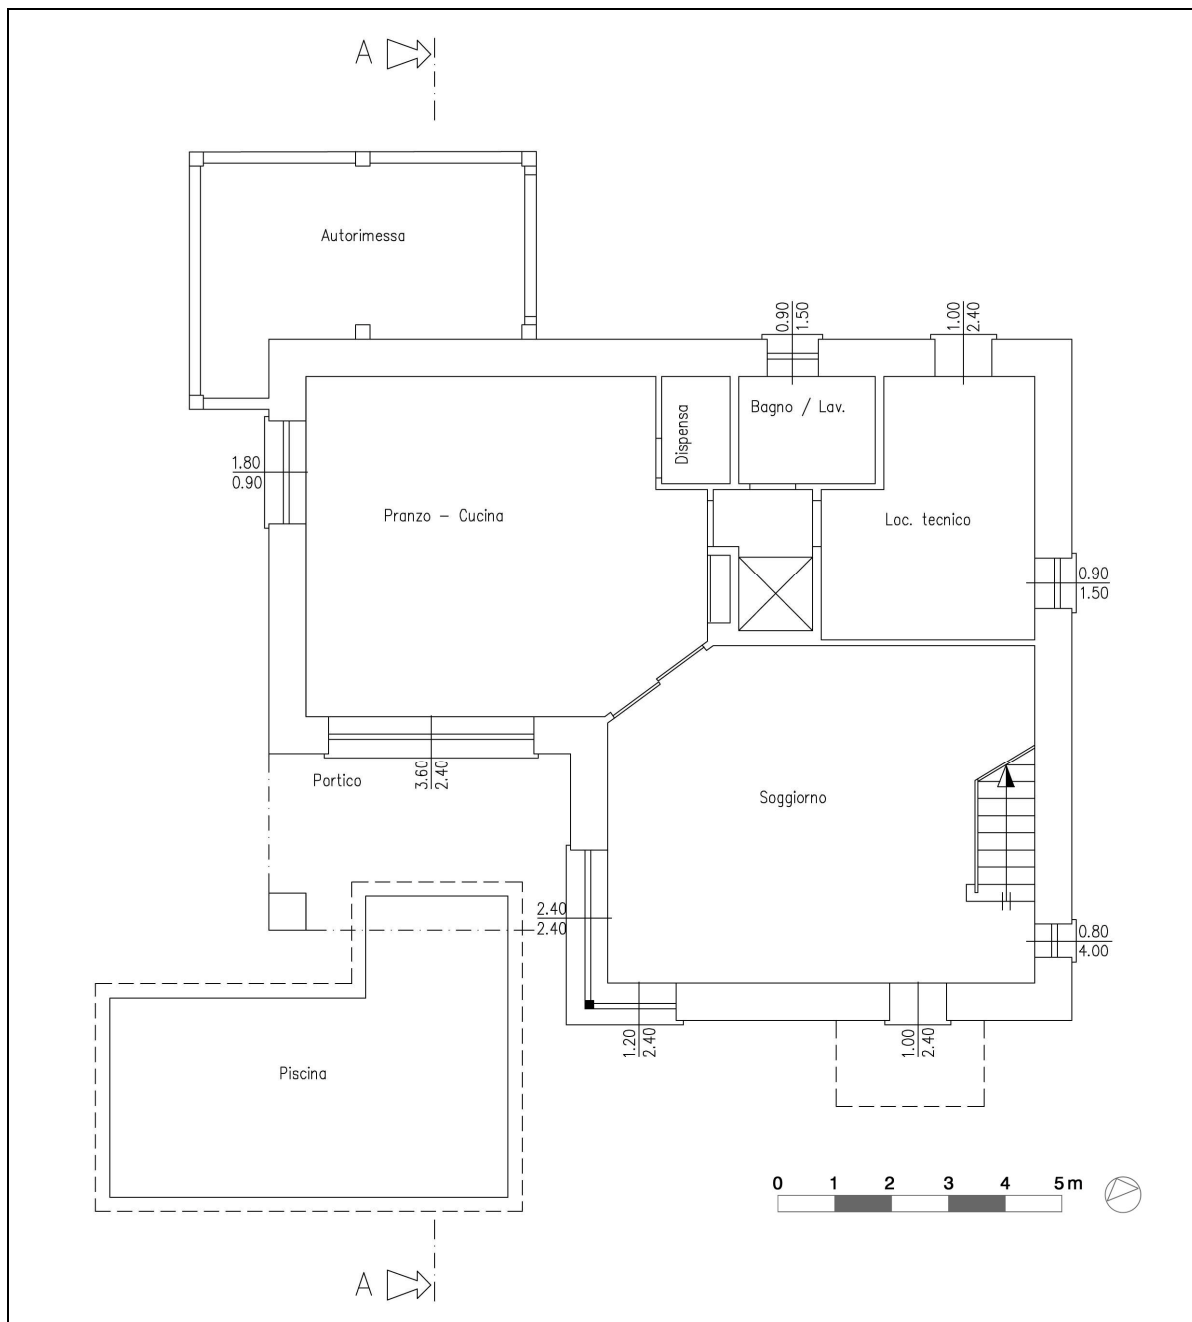 A
Autorimessa
0.90
1.50
1.00
2.40
Dispensa
Bagno / Lav.
1.80
0.90
Pranzo – Cucina
Loc. tecnico
0.90
1.50
Portico
3.60
2.40
Soggiorno
2.40
2.40
0.80
4.00
1.20
2.40
1.00
2.40
Piscina
0 1 2 3 4 5 m
A